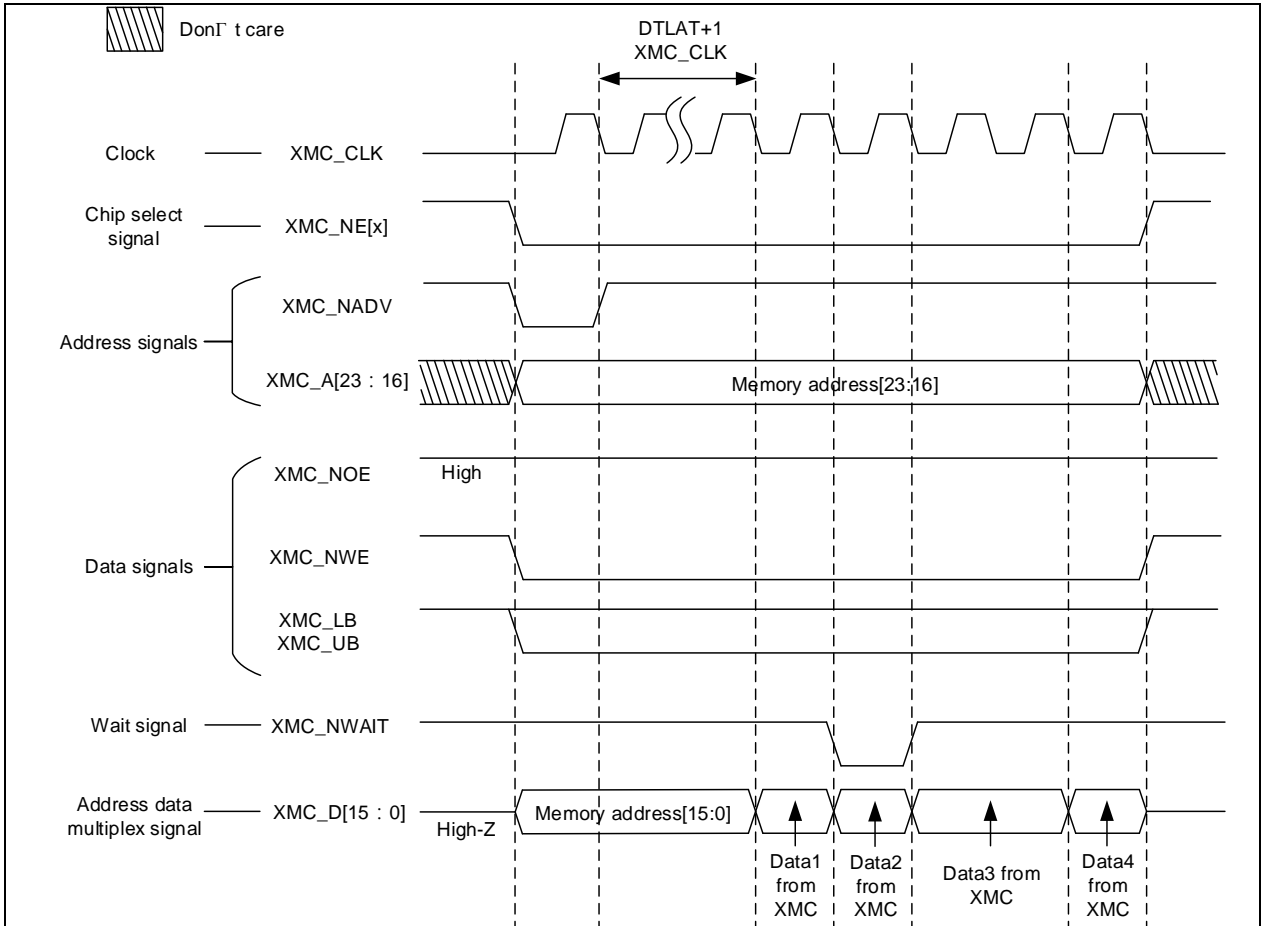 DonΓ t care
DTLAT+1
XMC_CLK
Clock
XMC_CLK
Chip select
signal
XMC_NE[x]
XMC_NADV
Address signals
XMC_A[23 : 16]
Memory address[23:16]
XMC_NOE
High
Data signals
XMC_NWE
XMC_LB
XMC_UB
Wait signal
XMC_NWAIT
Address data
multiplex signal
XMC_D[15 : 0]
High-Z
Memory address[15:0]
Data1
from
XMC
Data2
from
XMC
Data3 from
XMC
Data4
from
XMC